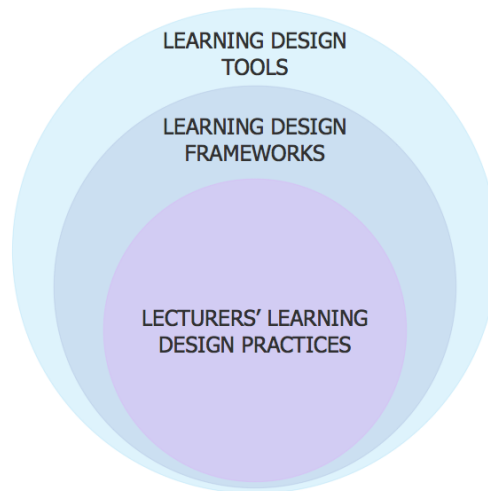 LEARNING DESIGN
TOOLS
LEARNING DESIGN
FRAMEWORKS
LECTURERS’ LEARNING
DESIGN PRACTICES